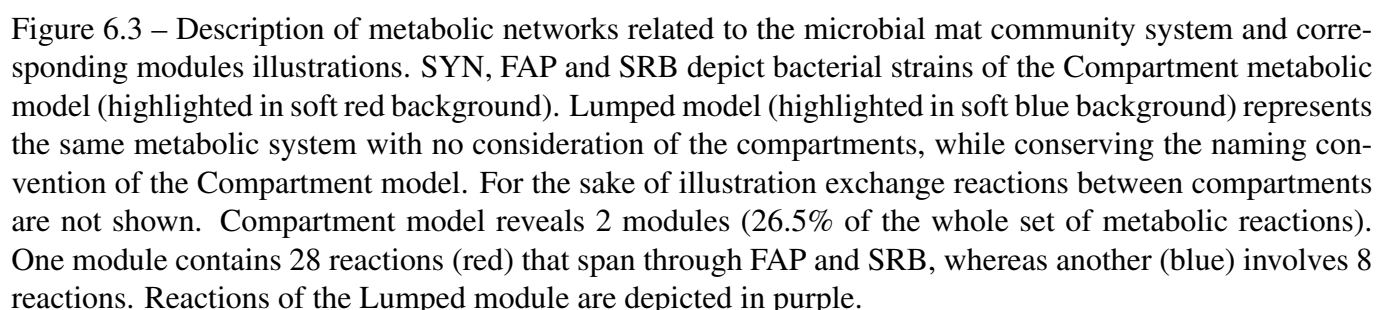 Figure 6.3 – Description of metabolic networks related to the microbial mat community system and corre-
sponding modules illustrations. SYN, FAP and SRB depict bacterial strains of the Compartment metabolic
model (highlighted in soft red background). Lumped model (highlighted in soft blue background) represents
the same metabolic system with no consideration of the compartments, while conserving the naming con-
vention of the Compartment model. For the sake of illustration exchange reactions between compartments
are not shown. Compartment model reveals 2 modules (26.5% of the whole set of metabolic reactions).
One module contains 28 reactions (red) that span through FAP and SRB, whereas another (blue) involves 8
reactions. Reactions of the Lumped module are depicted in purple.